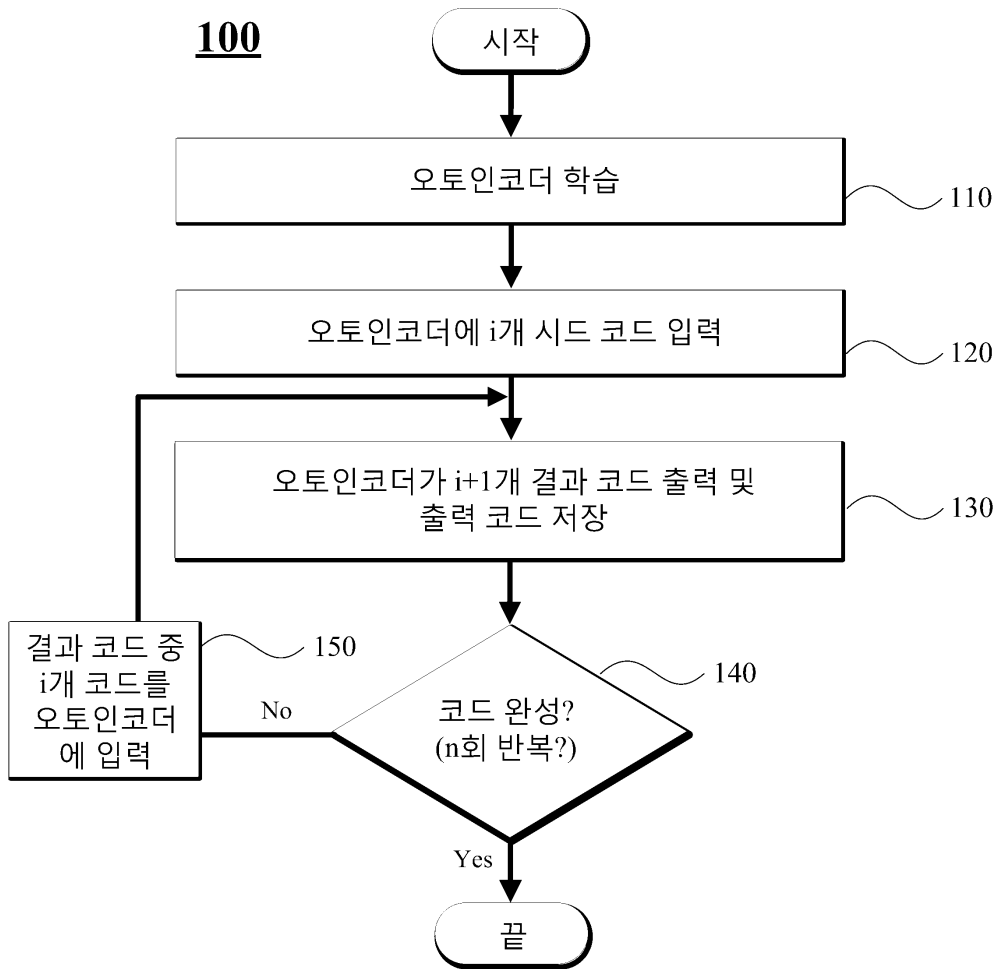 100
시작
오토인코더 학습
110
오토인코더에 i개 시드 코드 입력
120
오토인코더가 i+1개 결과 코드 출력 및
출력 코드 저장
130
결과 코드 중
i개 코드를
오토인코더
에 입력
150
No
코드 완성?
(n회 반복?)
140
Yes
끝